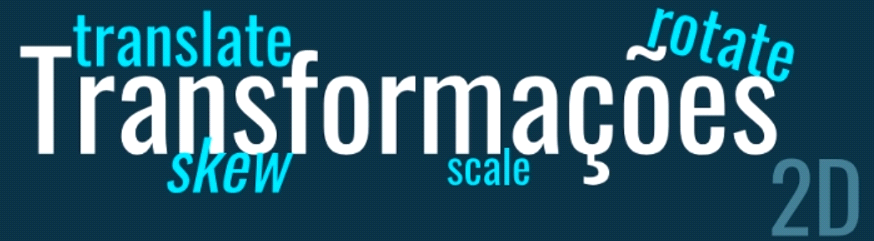 translate
rotate
Transformações
skew
scale
2D